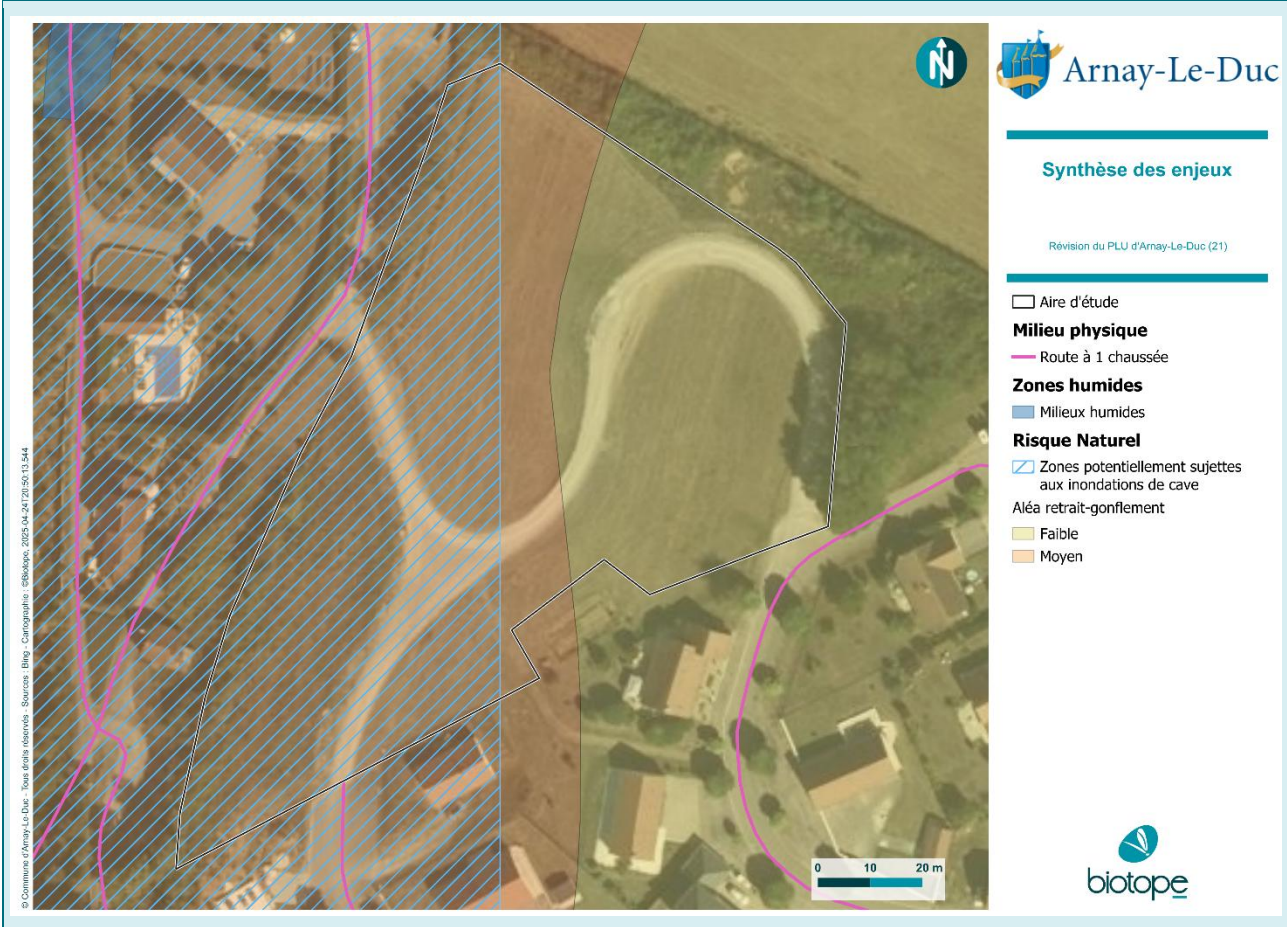 N
Arnay-Le-Duc
Synthèse des enjeux
Révision du PLU d'Arnay-Le-Duc (21)
Aire d'étude
Milieu physique
Route à 1 chaussée
Zones humides
Milieux humides
Risque Naturel
Zones potentiellement sujettes
aux inondations de cave
Aléa retrait-gonflement
Faible
Moyen
0 10 20 m
biotope
© Commune d'Arnay-Le-Duc - Tous droits réservés - Sources : Bing - Cartographie : ©Biotope, 2025-04-24T20:50:13.544